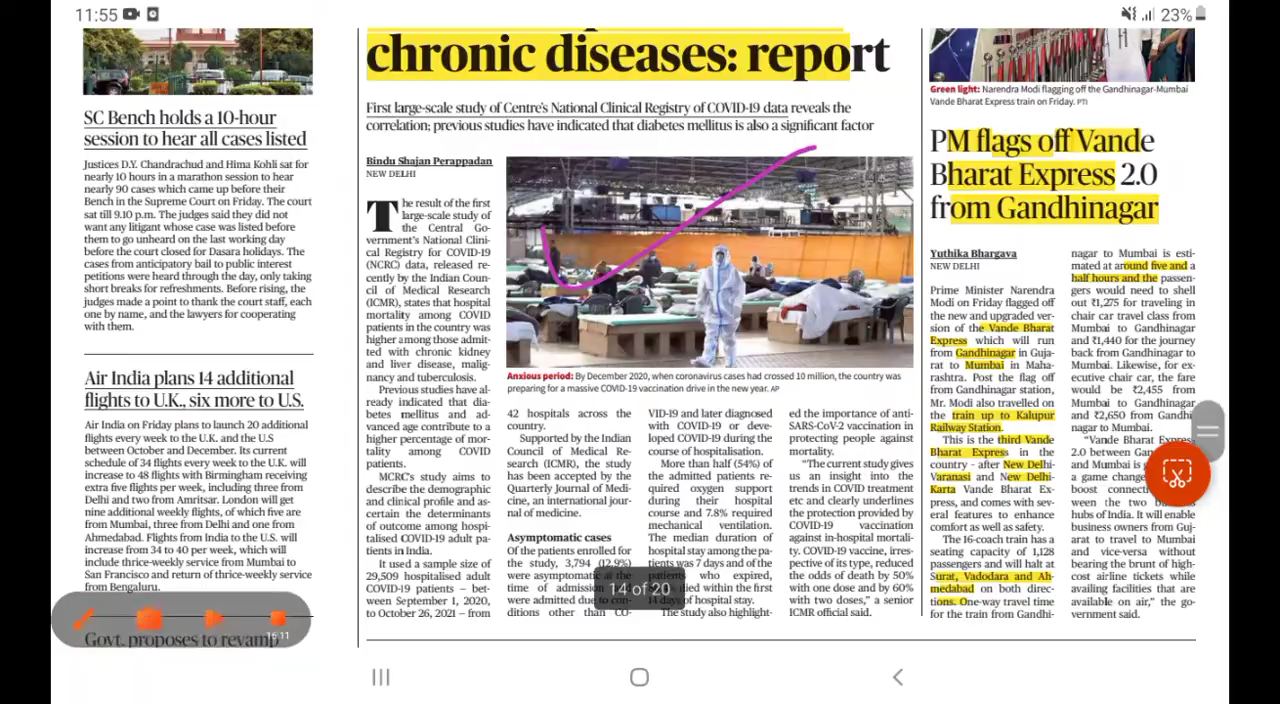 11:55
23%
SC Bench holds a 10-hour
session to hear all cases listed
Justices D.Y. Chandrachud and Hima Kohli sat for
nearly 10 hours in a marathon session to hear
nearly 90 cases which came up before their
Bench in the Supreme Court on Friday. The court
sat till 9.10 p.m. The judges said they did not
want any litigant whose case was listed before
them to go unheard on the last working day
before the court closed for Dasara holidays. The
cases from anticipatory bail to public interest
petitions were heard through the day, only taking
short breaks for refreshments. Before rising, the
judges made a point to thank the court staff, each
one by name, and the lawyers for cooperating
with them.
Air India plans 14 additional
flights to U.K., six more to U.S.
Air India on Friday plans to launch 20 additional
flights every week to the U.K. and the U.S
between October and December. Its current
schedule of 34 flights every week to the U.K. will
increase to 48 flights with Birmingham receiving
extra five flights per week, including three from
Delhi and two from Amritsar. London will get
nine additional weekly flights, of which five are
from Mumbai, three from Delhi and one from
Ahmedabad. Flights from India to the U.S. will
increase from 34 to 40 per week, which will
include thrice-weekly service from Mumbai to
San Francisco and return of thrice-weekly service
from Bengaluru.
16:11
Govt. proposes to revamp
chronic diseases: report
First large-scale study of Centre's National Clinical Registry of COVID-19 data reveals the
correlation; previous studies have indicated that diabetes mellitus is also a significant factor
Bindu Shajan Perappadan
NEW DELHI
The result of the first
large-scale study of
the Central Go-
vernment's National Clini-
cal Registry for COVID-19
(NCRC) data, released re-
cently by the Indian Coun-
cil of Medical Research
(ICMR), states that hospital
mortality among COVID
patients in the country was
higher among those admit-
ted with chronic kidney
and liver disease, malig-
nancy and tuberculosis.
Previous studies have al-
ready indicated that dia-
betes mellitus and ad-
vanced age contribute to a
higher percentage of mor-
tality among COVID
patients.
MCRC's study aims to
describe the demographic
and clinical profile and as-
certain the determinants
of outcome among hospi-
talised COVID-19 adult pa-
tients in India.
It used a sample size of
29,509 hospitalised adult
COVID-19 patients – bet-
ween September 1, 2020,
to October 26, 2021 – from
Anxious period: By December 2020, when coronavirus cases had crossed 10 million, the country was
preparing for a massive COVID-19 vaccination drive in the new year. AP
42 hospitals across the
country.
Supported by the Indian
Council of Medical Re-
search (ICMR), the study
has been accepted by the
Quarterly Journal of Medi-
cine, an international jour-
nal of medicine.
Asymptomatic cases
Of the patients enrolled for
the study, 3,794 (12.9%)
were asymptomatic at the
time of admission
were admitted due to con-
ditions other than CO-
VID-19 and later diagnosed
with COVID-19 or deve-
loped COVID-19 during the
course of hospitalisation.
More than half (54%) of
the admitted patients re-
quired oxygen support
during their hospital
course and 7.8% required
mechanical ventilation.
The median duration of
hospital stay among the pa-
tients was 7 days and of the
patients who expired,
died within the first
14 days of hospital stay.
The study also highlight-
ed the importance of anti-
SARS-CoV-2 vaccination in
protecting people against
mortality.
"The current study gives
us an insight into the
trends in COVID treatment
etc and clearly underlines
the protection provided by
COVID-19 vaccination
against in-hospital mortali-
ty. COVID-19 vaccine, irres-
pective of its type, reduced
the odds of death by 50%
with one dose and by 60%
with two doses," a senior
ICMR official said.
14 of 20
Green light: Narendra Modi flagging off the Gandhinagar-Mumbai
Vande Bharat Express train on Friday. PTI
PM flags off Vande
Bharat Express 2.0
from Gandhinagar
Yuthika Bhargava
NEW DELHI
Prime Minister Narendra
Modi on Friday flagged off
the new and upgraded ver-
sion of the Vande Bharat
Express which will run
from Gandhinagar in Guja-
rat to Mumbai in Maha-
rashtra. Post the flag off
from Gandhinagar station,
Mr. Modi also travelled on
the train up to Kalupur
Railway Station.
This is the third Vande
Bharat Express in the
country - after New Delhi-
Varanasi and New Delhi-
Karta Vande Bharat Ex-
press, and comes with sev-
eral features to enhance
comfort as well as safety.
The 16-coach train has a
seating capacity of 1,128
passengers and will halt at
Surat, Vadodara and Ah-
medabad on both direc-
tions. One-way travel time
for the train from Gandhi-
nagar to Mumbai is esti-
mated at around five and a
half hours and the passen-
gers would need to shell
out ₹1,275 for traveling in
chair car travel class from
Mumbai to Gandhinagar
and ₹1,440 for the journey
back from Gandhinagar to
Mumbai. Likewise, for ex-
ecutive chair car, the fare
would be ₹2,455 from
Mumbai to Gandhinagar
and ₹2,650 from Gandhi
nagar to Mumbai.
"Vande Bharat Express
2.0 between Gan
and Mumbai is
a game change
boost connecti
ween the two bu
hubs of India. It will enable
business owners from Guj-
arat to travel to Mumbai
and vice-versa without
bearing the brunt of high-
cost airline tickets while
availing facilities that are
available on air," the go-
vernment said.